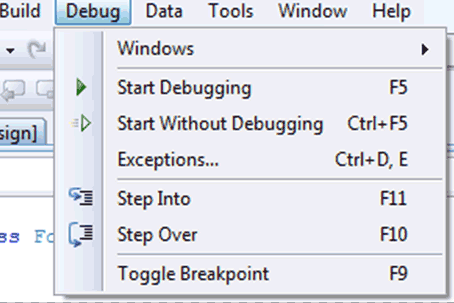 Build Debug Data Tools Window Help
Windows
Start Debugging F5
Start Without Debugging Ctrl+F5
Exceptions... Ctrl+D, E
sign]
Step Into F11
ss Fo
Step Over F10
Toggle Breakpoint F9